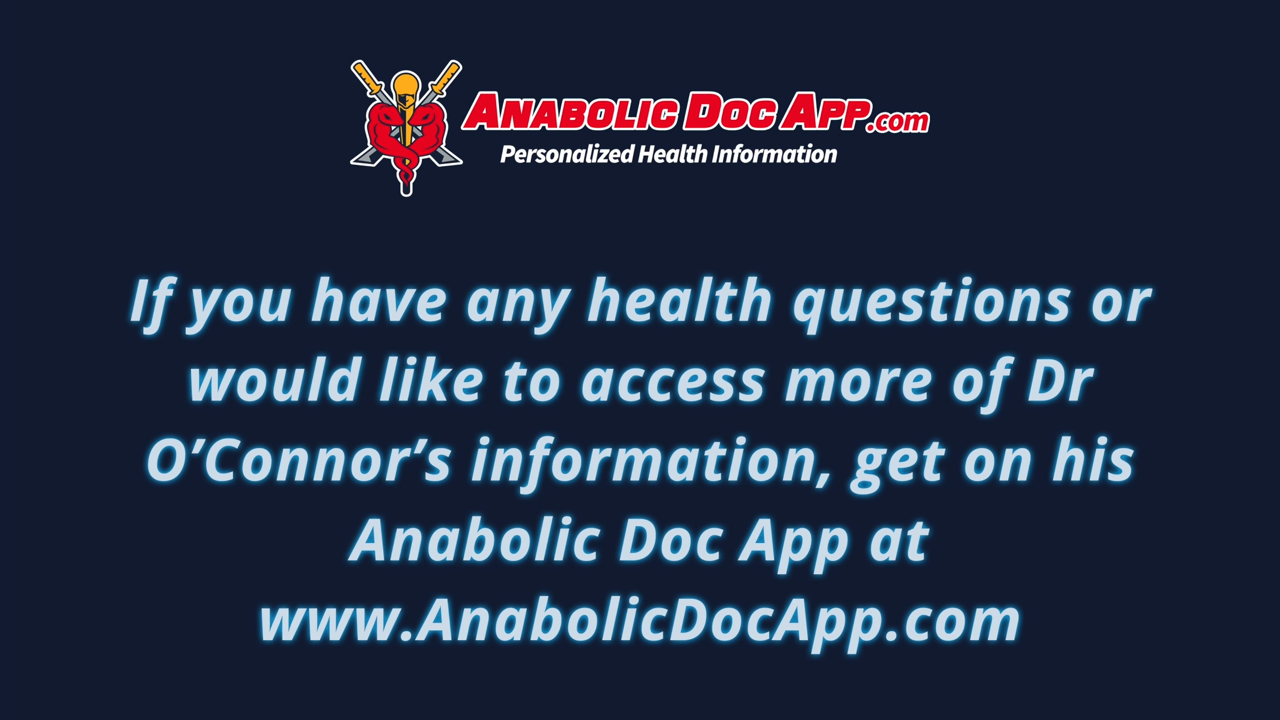 ANABOLIC DOC APP.com
Personalized Health Information
If you have any health questions or
would like to access more of Dr
O’Connor’s information, get on his
Anabolic Doc App at
www.AnabolicDocApp.com